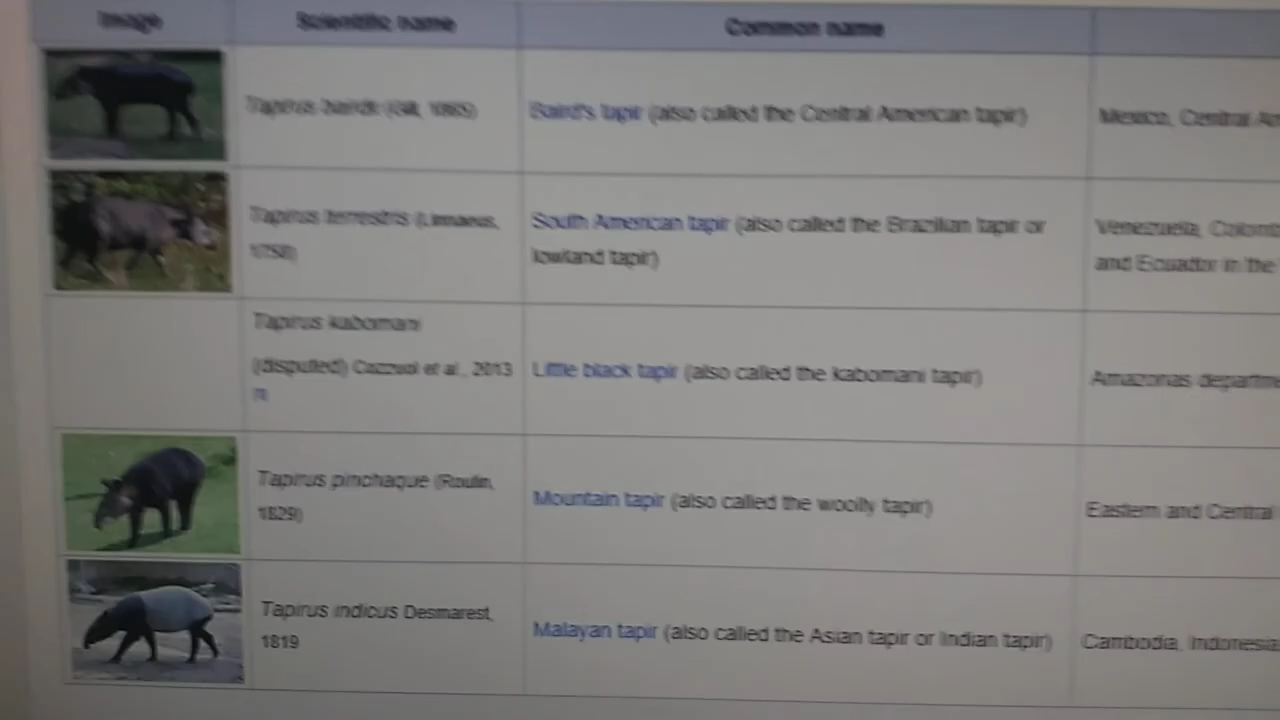 Image Scientific name Common name
Tapirus bairdii (Gill, 1865) Baird's tapir (also called the Central American tapir) Mexico, Central
Tapirus terrestris (Linnaeus, South American tapir (also called the Brazilian tapir or Venezuela,
1758) lowland tapir) and Ecuador in the
Tapirus kabomani
(disputed) Cozzuol et al., 2013 Little black tapir (also called the kabomani tapir) Amazonas
Tapirus pinchaque (Roulin, Mountain tapir (also called the woolly tapir) Eastern and Central
1829)
Tapirus indicus Desmarest, Malayan tapir (also called the Asian tapir or Indian tapir) Cambodia, Indonesia
1819